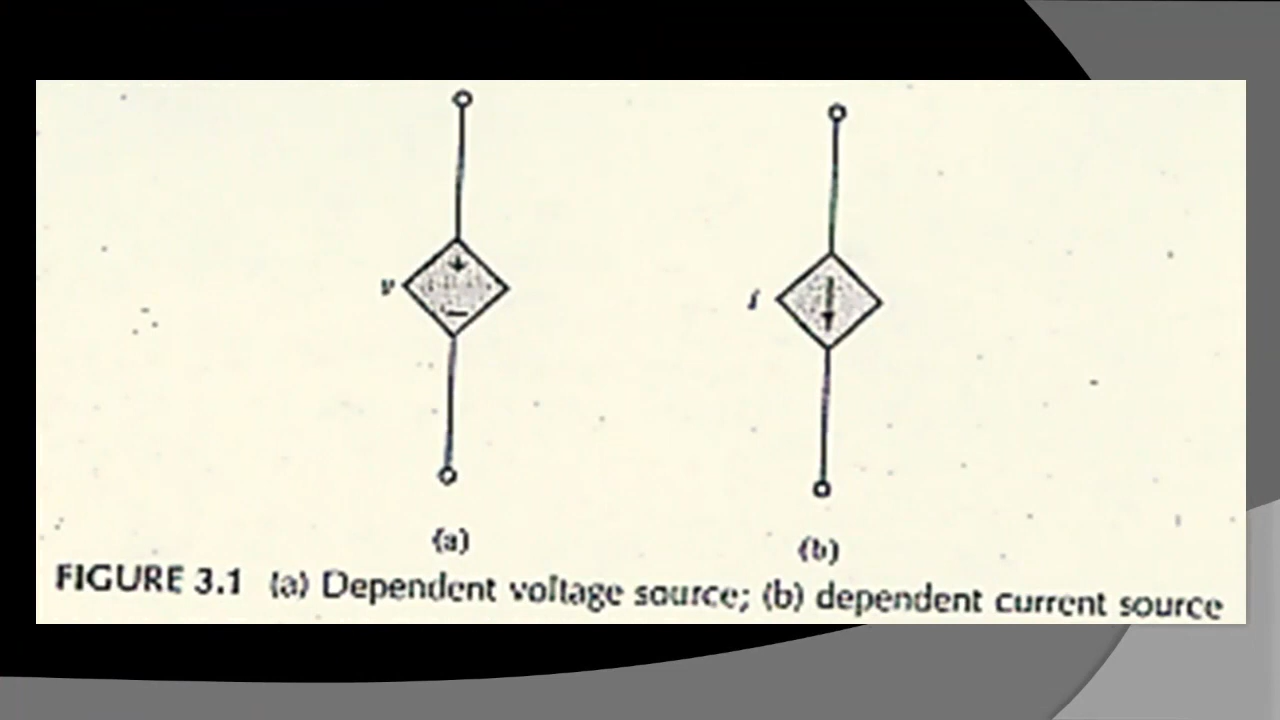 v
i
(a)
(b)
FIGURE 3.1 (a) Dependent voltage source; (b) dependent current source